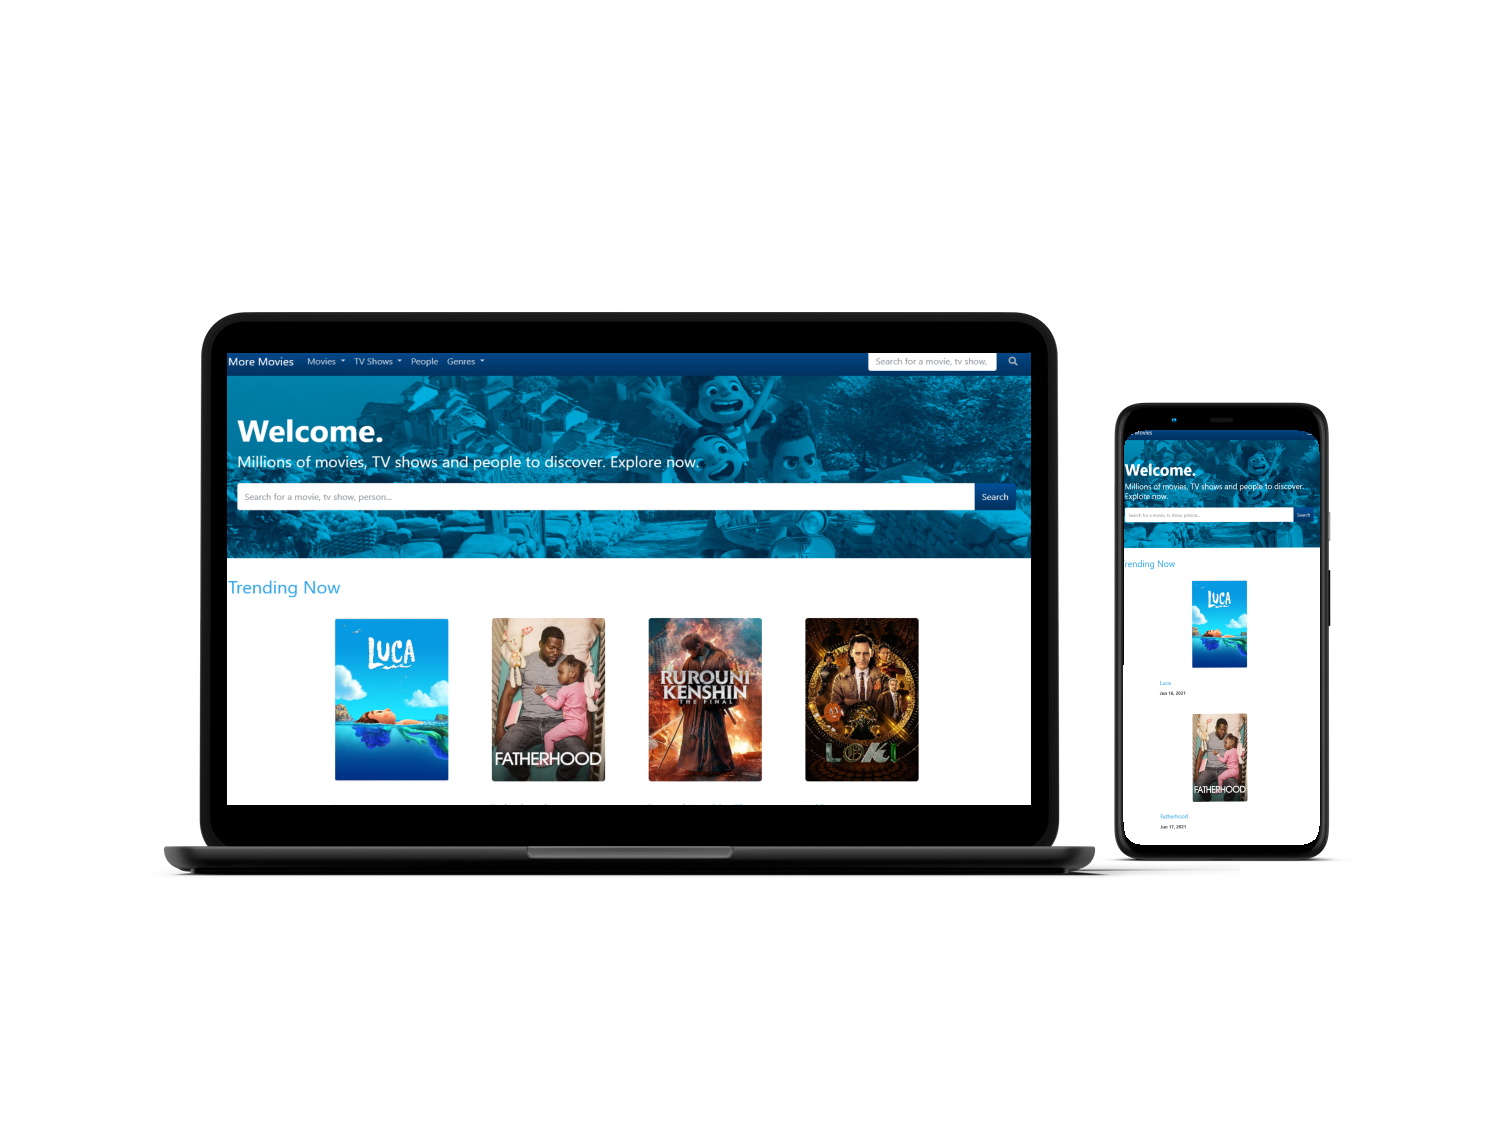 More Movies Movies TV Shows People Genres Search for a movie, tv show,
Welcome.
Millions of movies, TV shows and people to discover. Explore now.
Search for a movie, tv show, person... Search
Trending Now
LUCA
FATHERHOOD
RUROUNI
KENSHIN
THE FINAL
LOKI
Movies
Welcome.
Millions of movies, TV shows and people to discover.
Explore now.
Search for a movie, tv show, person... Search
rending Now
LUCA
Luca
Jun 16, 2021
FATHERHOOD
Fatherhood
Jun 17, 2021